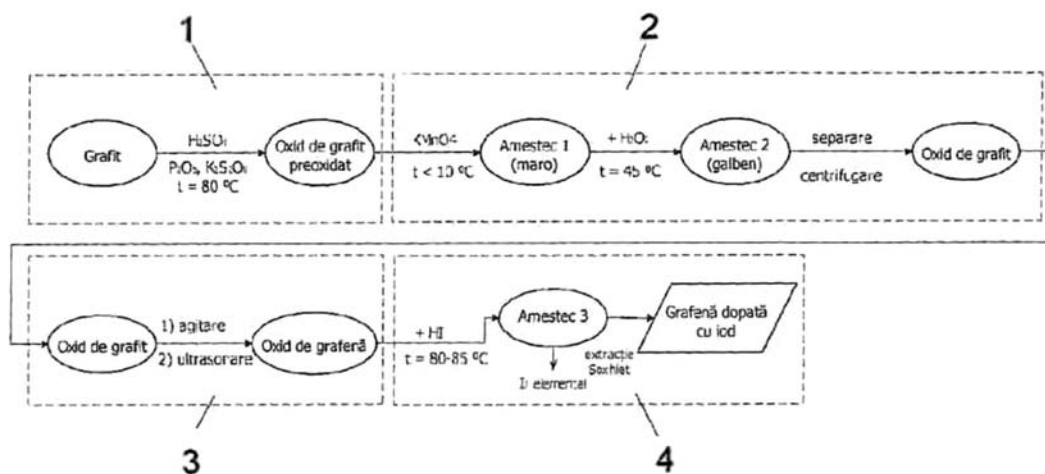 1
2
Grafit
H₂SO₄
P₂O₅, K₂S₂O₈
t = 80 ºC
Oxid de grafit
preoxidat
KMnO4
t < 10 ºC
Amestec 1
(maro)
+ H₂O₂
t = 45 ºC
Amestec 2
(galben)
separare
centrifugare
Oxid de grafit
Oxid de grafit
1) agitare
2) ultrasonare
Oxid de grafenă
+ HI
t = 80-85 ºC
Amestec 3
I₂ elemental
extracție
Soxhlet
Grafenă dopată
cu iod
3
4